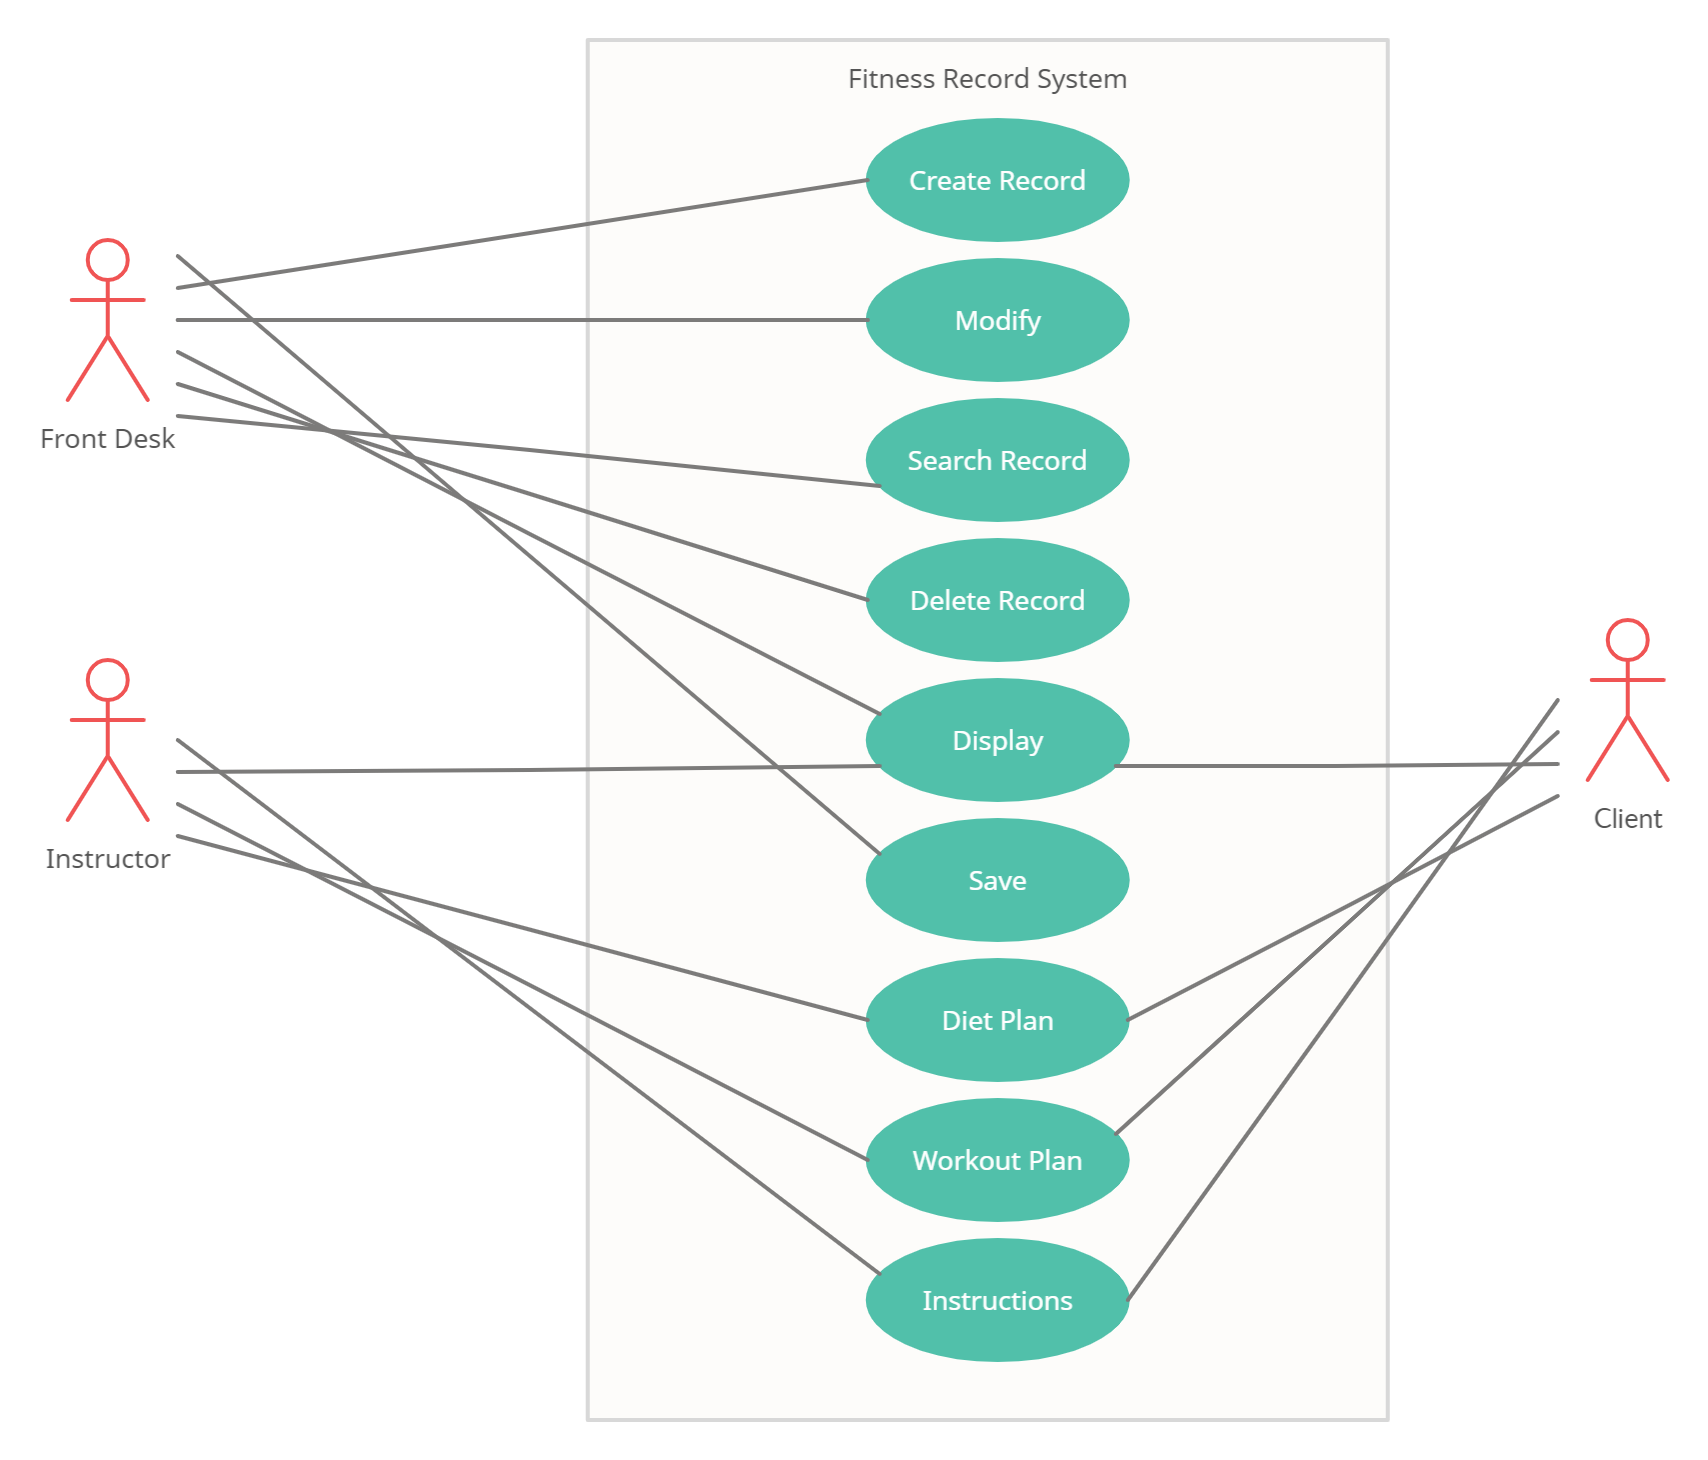 Fitness Record System
Create Record
Modify
Front Desk
Search Record
Delete Record
Display
Client
Instructor
Save
Diet Plan
Workout Plan
Instructions